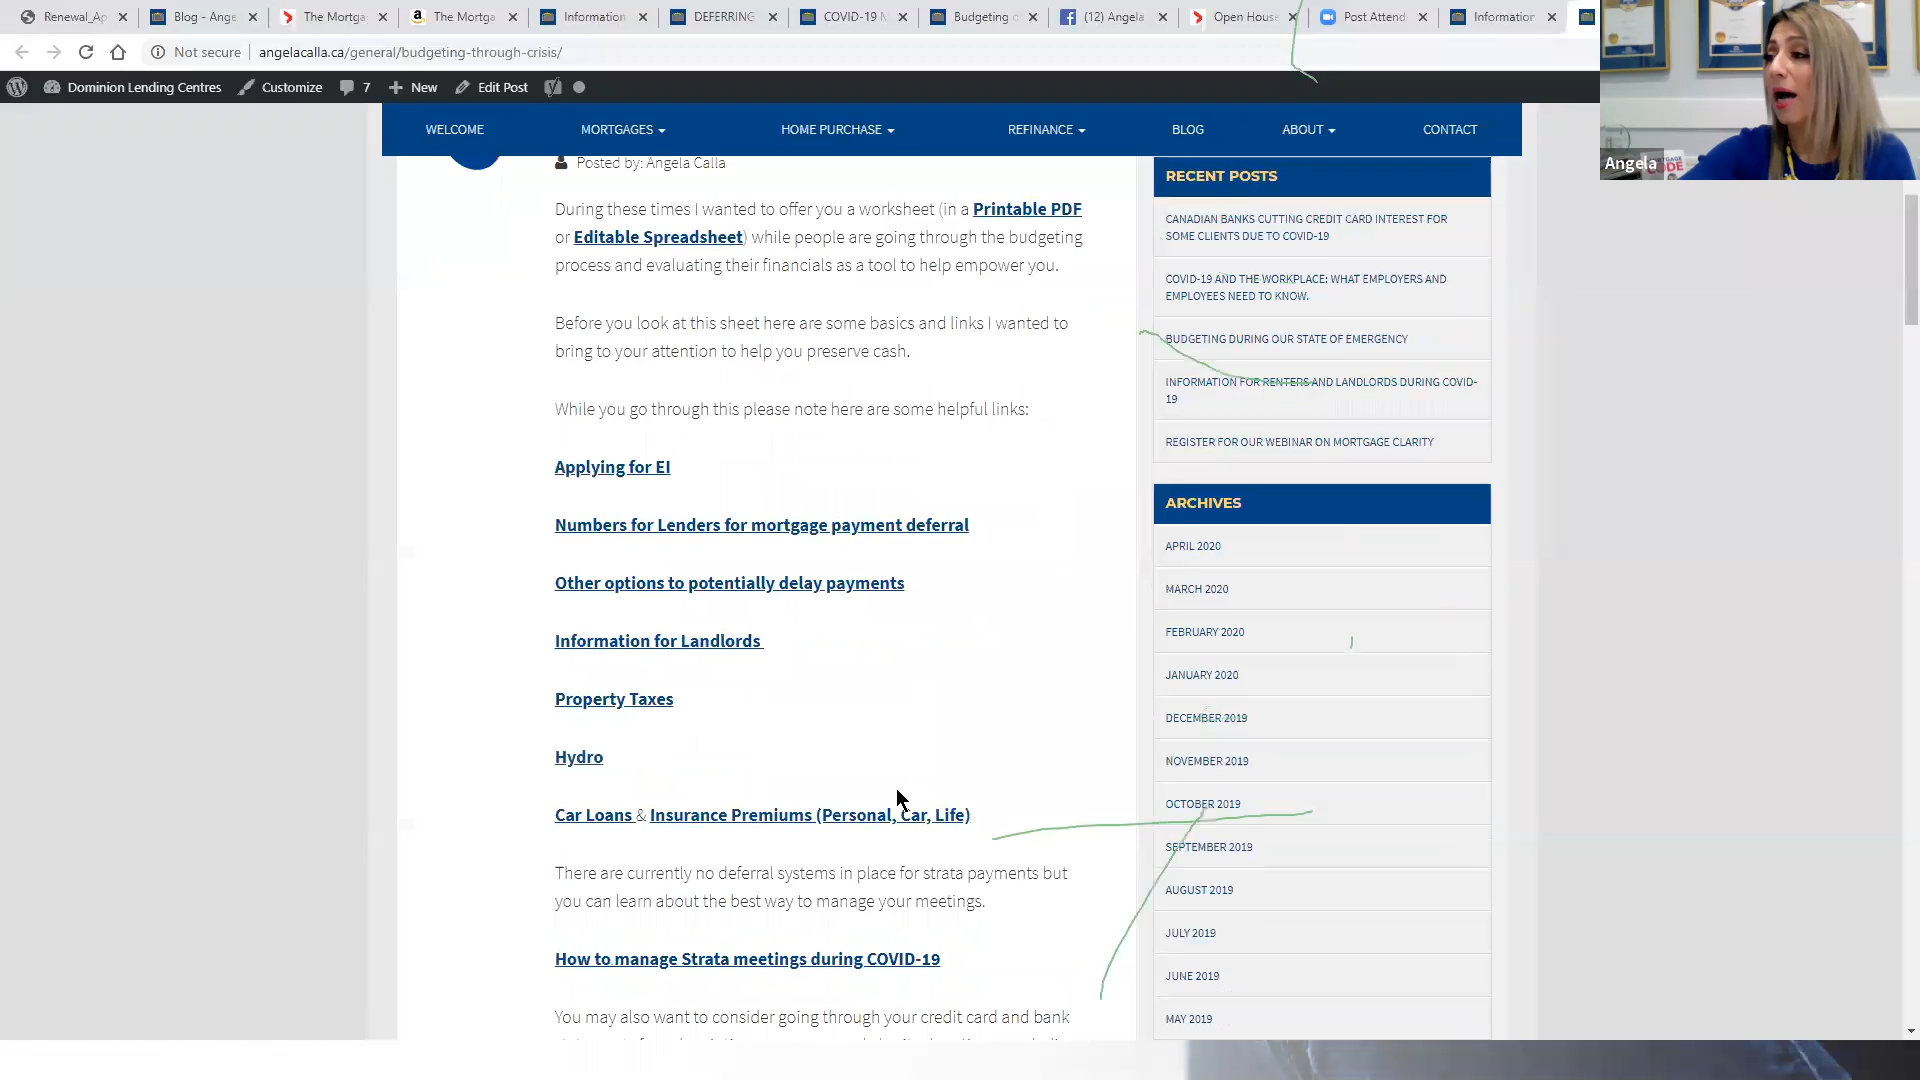 Renewal_Ap
Blog - Ange
The Mortga
The Mortga
Information
DEFERRING
COVID-19 M
Budgeting
(12) Angela
Open Hous
Post Attend
Information
Not secure
angelacalla.ca/general/budgeting-through-crisis/
Dominion Lending Centres
Customize
7
New
Edit Post
WELCOME
MORTGAGES
HOME PURCHASE
REFINANCE
BLOG
ABOUT
CONTACT
Angela
CODE
Posted by: Angela Calla
During these times I wanted to offer you a worksheet (in a Printable PDF
or Editable Spreadsheet) while people are going through the budgeting
process and evaluating their financials as a tool to help empower you.
Before you look at this sheet here are some basics and links I wanted to
bring to your attention to help you preserve cash.
While you go through this please note here are some helpful links:
Applying for EI
Numbers for Lenders for mortgage payment deferral
Other options to potentially delay payments
Information for Landlords
Property Taxes
Hydro
Car Loans & Insurance Premiums (Personal, Car, Life)
There are currently no deferral systems in place for strata payments but
you can learn about the best way to manage your meetings.
How to manage Strata meetings during COVID-19
You may also want to consider going through your credit card and bank
RECENT POSTS
CANADIAN BANKS CUTTING CREDIT CARD INTEREST FOR
SOME CLIENTS DUE TO COVID-19
COVID-19 AND THE WORKPLACE: WHAT EMPLOYERS AND
EMPLOYEES NEED TO KNOW.
BUDGETING DURING OUR STATE OF EMERGENCY
INFORMATION FOR RENTERS AND LANDLORDS DURING COVID-
19
REGISTER FOR OUR WEBINAR ON MORTGAGE CLARITY
ARCHIVES
APRIL 2020
MARCH 2020
FEBRUARY 2020
JANUARY 2020
DECEMBER 2019
NOVEMBER 2019
OCTOBER 2019
SEPTEMBER 2019
AUGUST 2019
JULY 2019
JUNE 2019
MAY 2019